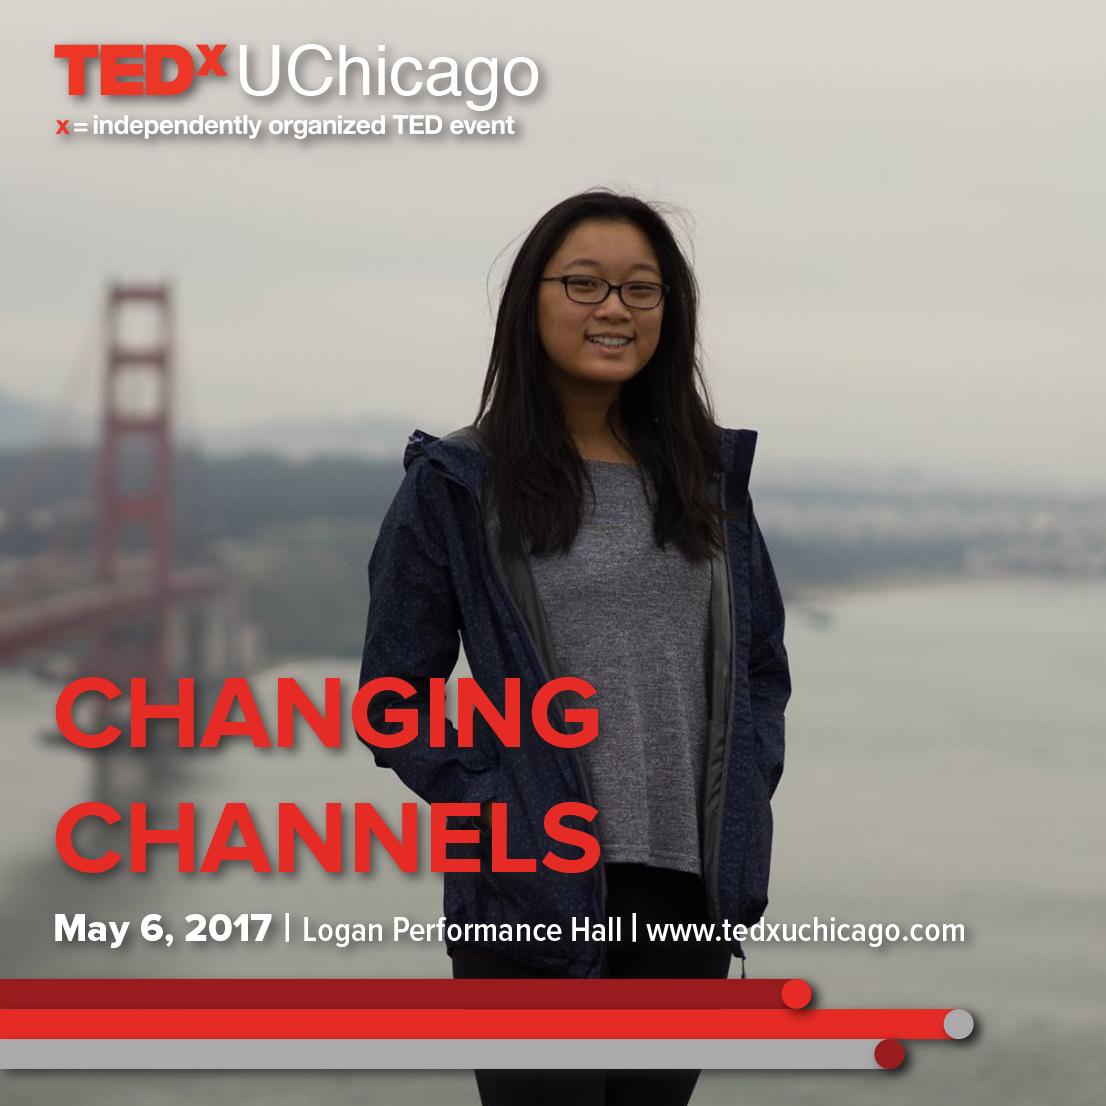 TEDx UChicago
x = independently organized TED event
CHANGING
CHANNELS
May 6, 2017 | Logan Performance Hall | www.tedxuchicago.com